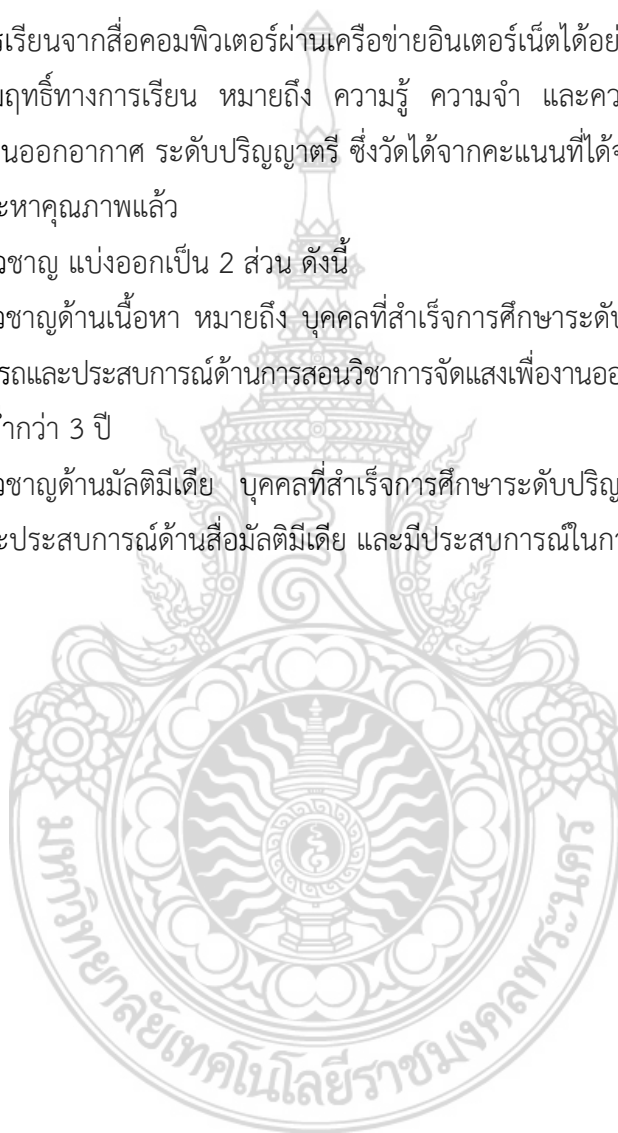 รเรียนจากสื่อคอมพิวเตอร์ผ่านเครือข่ายอินเตอร์เน็ตได้อย่
มฤทธิ์ทางการเรียน หมายถึง ความรู้ ความจำ และคว
นออกอากาศ ระดับปริญญาตรี ซึ่งวัดได้จากคะแนนที่ได้จ
ะหาคุณภาพแล้ว
วชาญ แบ่งออกเป็น 2 ส่วน ดังนี้
วชาญด้านเนื้อหา หมายถึง บุคคลที่สำเร็จการศึกษาระดับ
รถและประสบการณ์ด้านการสอนวิชาการจัดแสงเพื่องานออ
ำกว่า 3 ปี
วชาญด้านมัลติมีเดีย บุคคลที่สำเร็จการศึกษาระดับปริญ
ะประสบการณ์ด้านสื่อมัลติมีเดีย และมีประสบการณ์ในกา
มหาวิทยาลัยเทคโนโลยีราชมงคลพระนคร